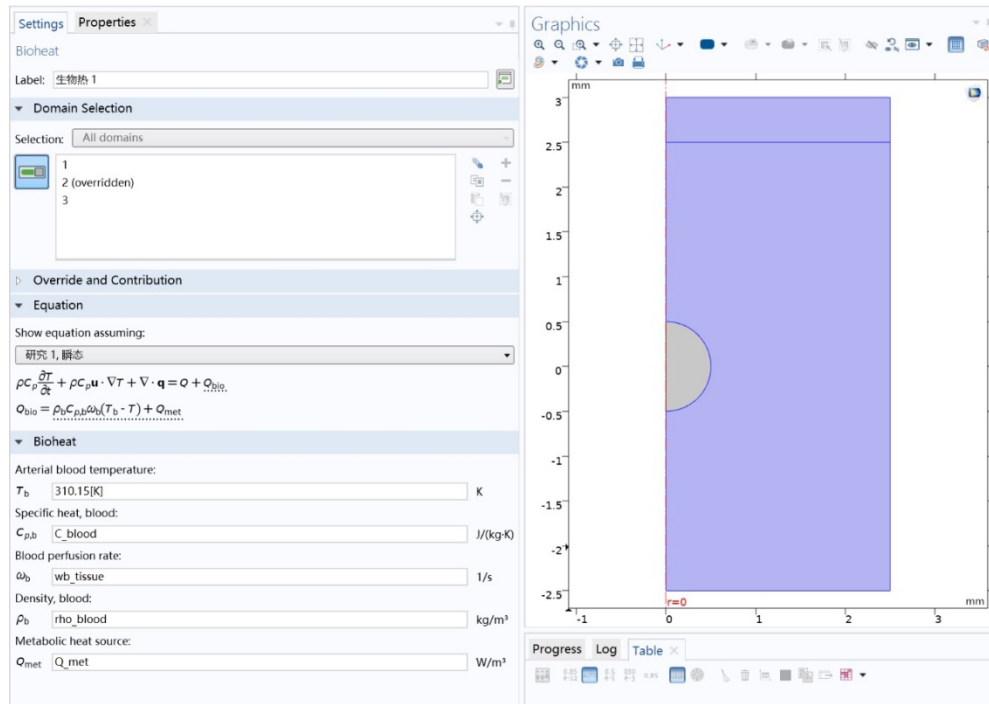 Settings Properties
Bioheat
Label: 生物热 1
Domain Selection
Selection: All domains
1
2 (overridden)
3
Override and Contribution
Equation
Show equation assuming:
研究 1, 瞬态
ρC_p ∂T/∂t + ρC_p u · ∇T + ∇ · q = Q + Q_bio
Q_bio = ρ_b C_p,b ω_b (T_b - T) + Q_met
Bioheat
Arterial blood temperature:
T_b 310.15[K] K
Specific heat, blood:
C_p,b C_blood J/(kg·K)
Blood perfusion rate:
ω_b wb_tissue 1/s
Density, blood:
ρ_b rho_blood kg/m³
Metabolic heat source:
Q_met Q_met W/m³
Graphics
mm
3
2.5
2
1.5
1
0.5
0
-0.5
-1
-1.5
-2
-2.5
r=0
mm
-1 0 1 2 3
Progress Log Table